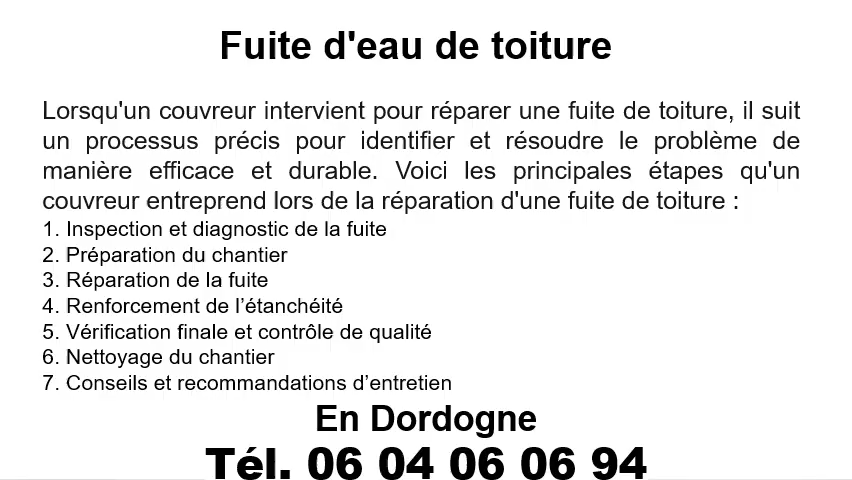 Fuite d'eau de toiture
Lorsqu'un couvreur intervient pour réparer une fuite de toiture, il suit
un processus précis pour identifier et résoudre le problème de
manière efficace et durable. Voici les principales étapes qu'un
couvreur entreprend lors de la réparation d'une fuite de toiture :
1. Inspection et diagnostic de la fuite
2. Préparation du chantier
3. Réparation de la fuite
4. Renforcement de l’étanchéité
5. Vérification finale et contrôle de qualité
6. Nettoyage du chantier
7. Conseils et recommandations d’entretien
En Dordogne
Tél. 06 04 06 06 94